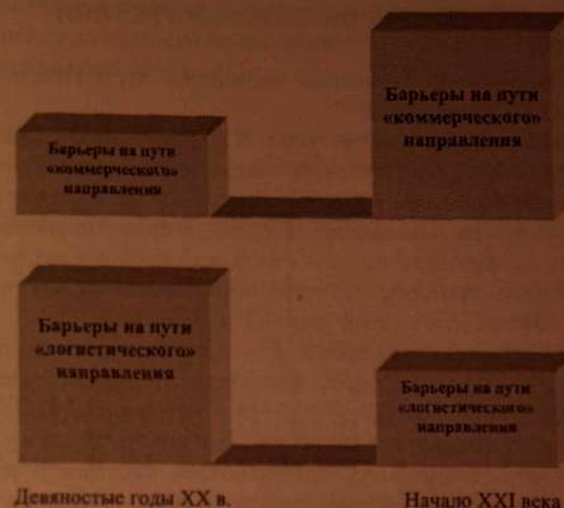 Барьеры на пути
«коммерческого»
направления
Барьеры на пути
«коммерческого»
направления
Барьеры на пути
«логистического»
направления
Барьеры на пути
«логистического»
направления
Девяностые годы XX в.
Начало XXI века